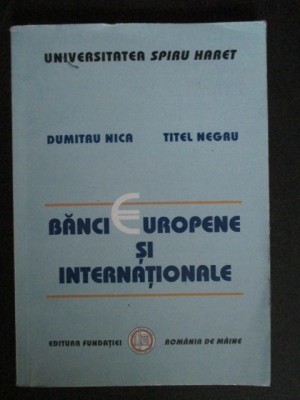 UNIVERSITATEA SPIRU HARET
DUMITRU NICA TITEL NEGRU
BĂNCI €UROPENE
ȘI
INTERNAȚIONALE
EDITURA FUNDAȚIEI ROMÂNIA DE MÂINE